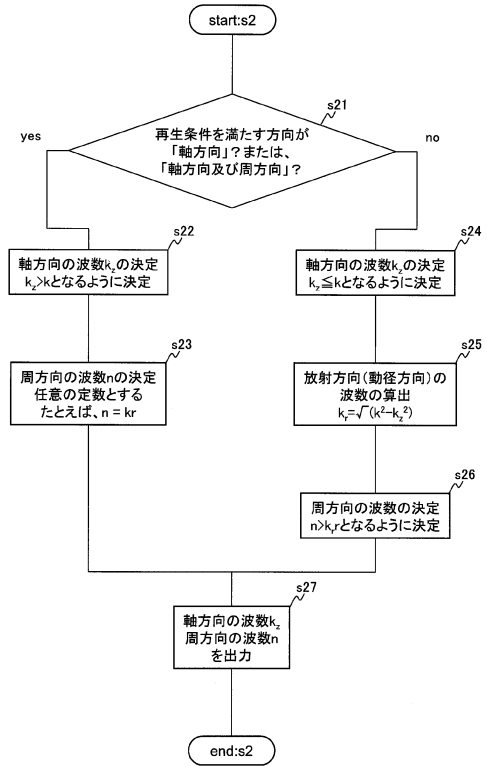 start:s2
s21
再生条件を満たす方向が
「軸方向」?または、
「軸方向及び周方向」?
yes
no
s22
軸方向の波数kzの決定
kz>kとなるように決定
s24
軸方向の波数kzの決定
kz≦kとなるように決定
s23
周方向の波数nの決定
任意の定数とする
たとえば、n = kr
s25
放射方向(動径方向)の
波数の算出
kr=√(k²−kz²)
s26
周方向の波数の決定
n>krrとなるように決定
s27
軸方向の波数kz
周方向の波数n
を出力
end:s2